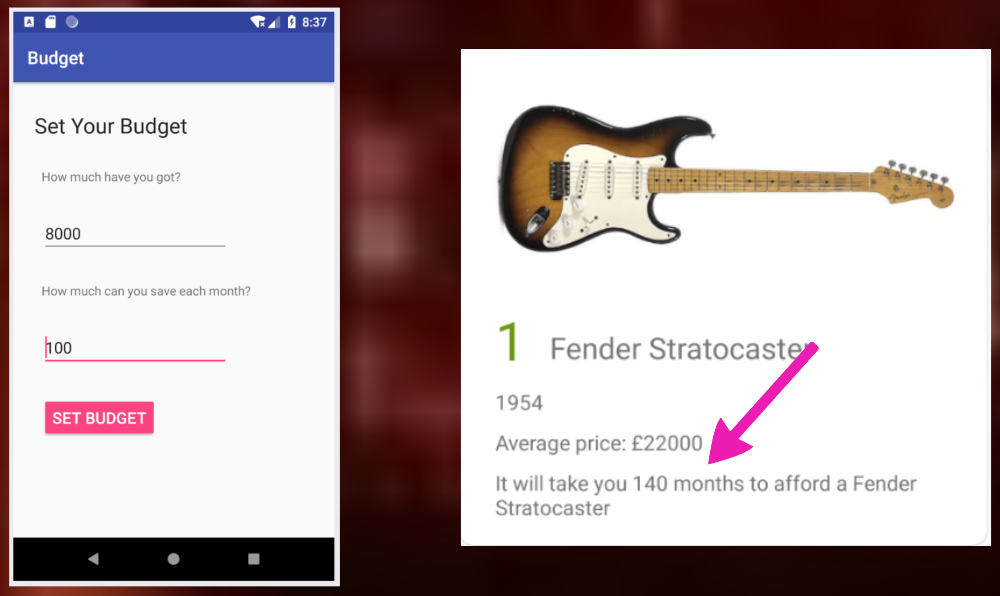 A
8:37
Budget
Set Your Budget
How much have you got?
8000
How much can you save each month?
100
SET BUDGET
Fender
1 Fender Stratocaster
1954
Average price: £22000
It will take you 140 months to afford a Fender
Stratocaster